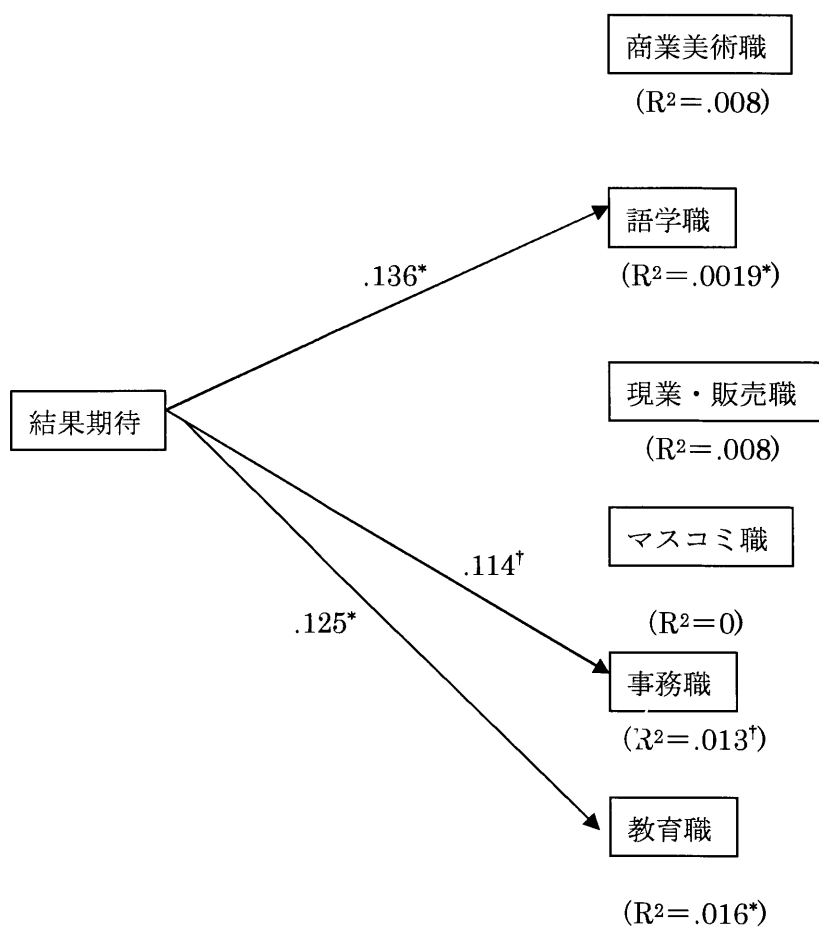 商業美術職
(R²=.008)
語学職
.136*
(R²=.0019*)
現業・販売職
結果期待
(R²=.008)
マスコミ職
.114†
.125*
(R²=0)
事務職
(R²=.013†)
教育職
(R²=.016*)